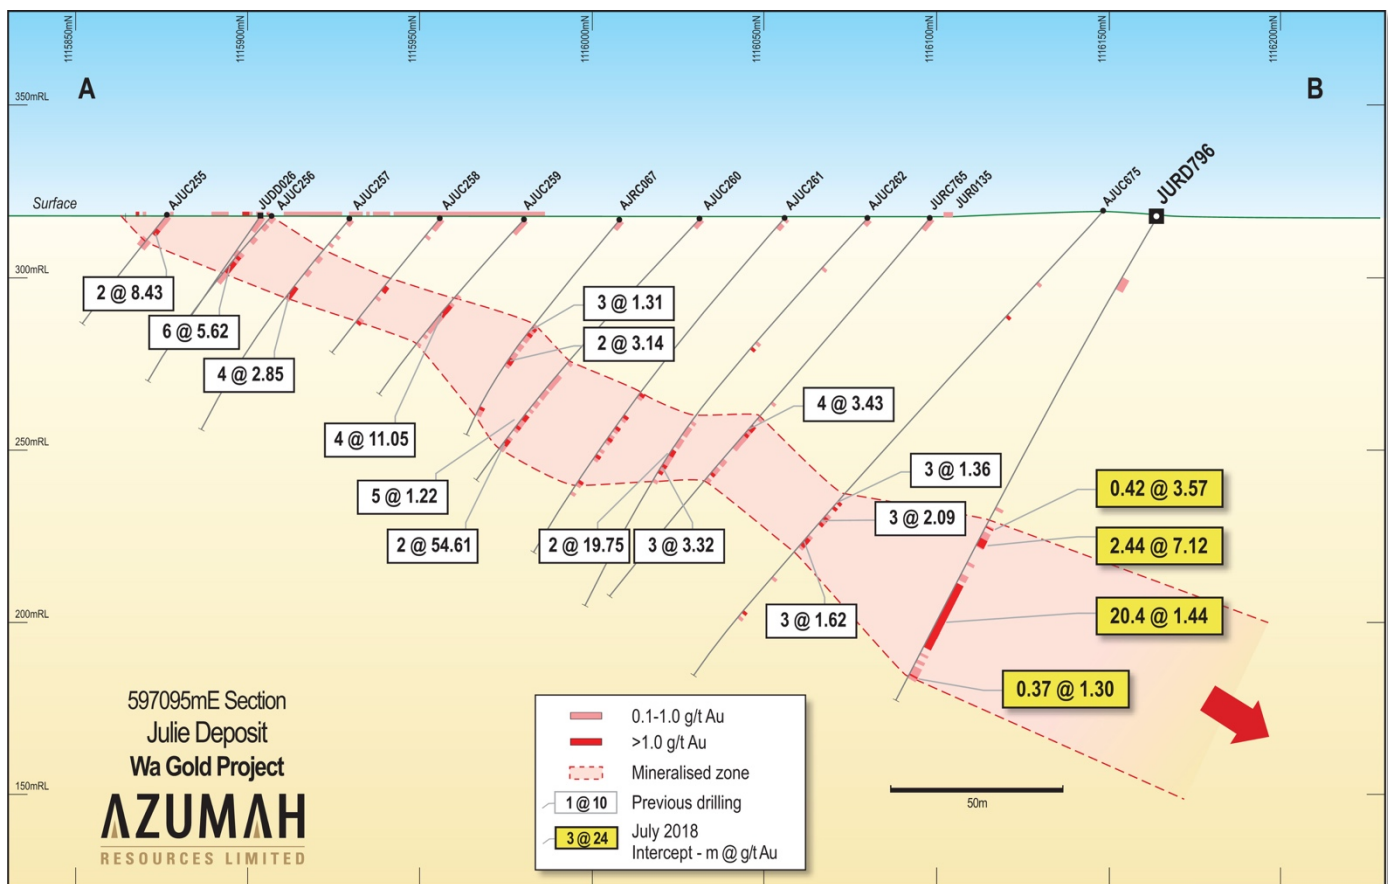 1115850mN
1115900mN
1115950mN
1116000mN
1116050mN
1116100mN
1116150mN
1116200mN
A
B
350mRL
Surface
AJUC255
JUDD026
AJUC256
AJUC257
AJUC258
AJUC259
AJRC067
AJUC260
AJUC261
AJUC262
JURC765
JUR0135
AJUC675
JURD796
300mRL
2 @ 8.43
6 @ 5.62
4 @ 2.85
3 @ 1.31
2 @ 3.14
4 @ 11.05
4 @ 3.43
250mRL
5 @ 1.22
2 @ 54.61
2 @ 19.75
3 @ 3.32
3 @ 1.36
3 @ 2.09
3 @ 1.62
0.42 @ 3.57
2.44 @ 7.12
20.4 @ 1.44
0.37 @ 1.30
200mRL
150mRL
597095mE Section
Julie Deposit
Wa Gold Project
AZUMAH
RESOURCES LIMITED
0.1-1.0 g/t Au
>1.0 g/t Au
Mineralised zone
1 @ 10 Previous drilling
3 @ 24 July 2018
Intercept - m @ g/t Au
50m